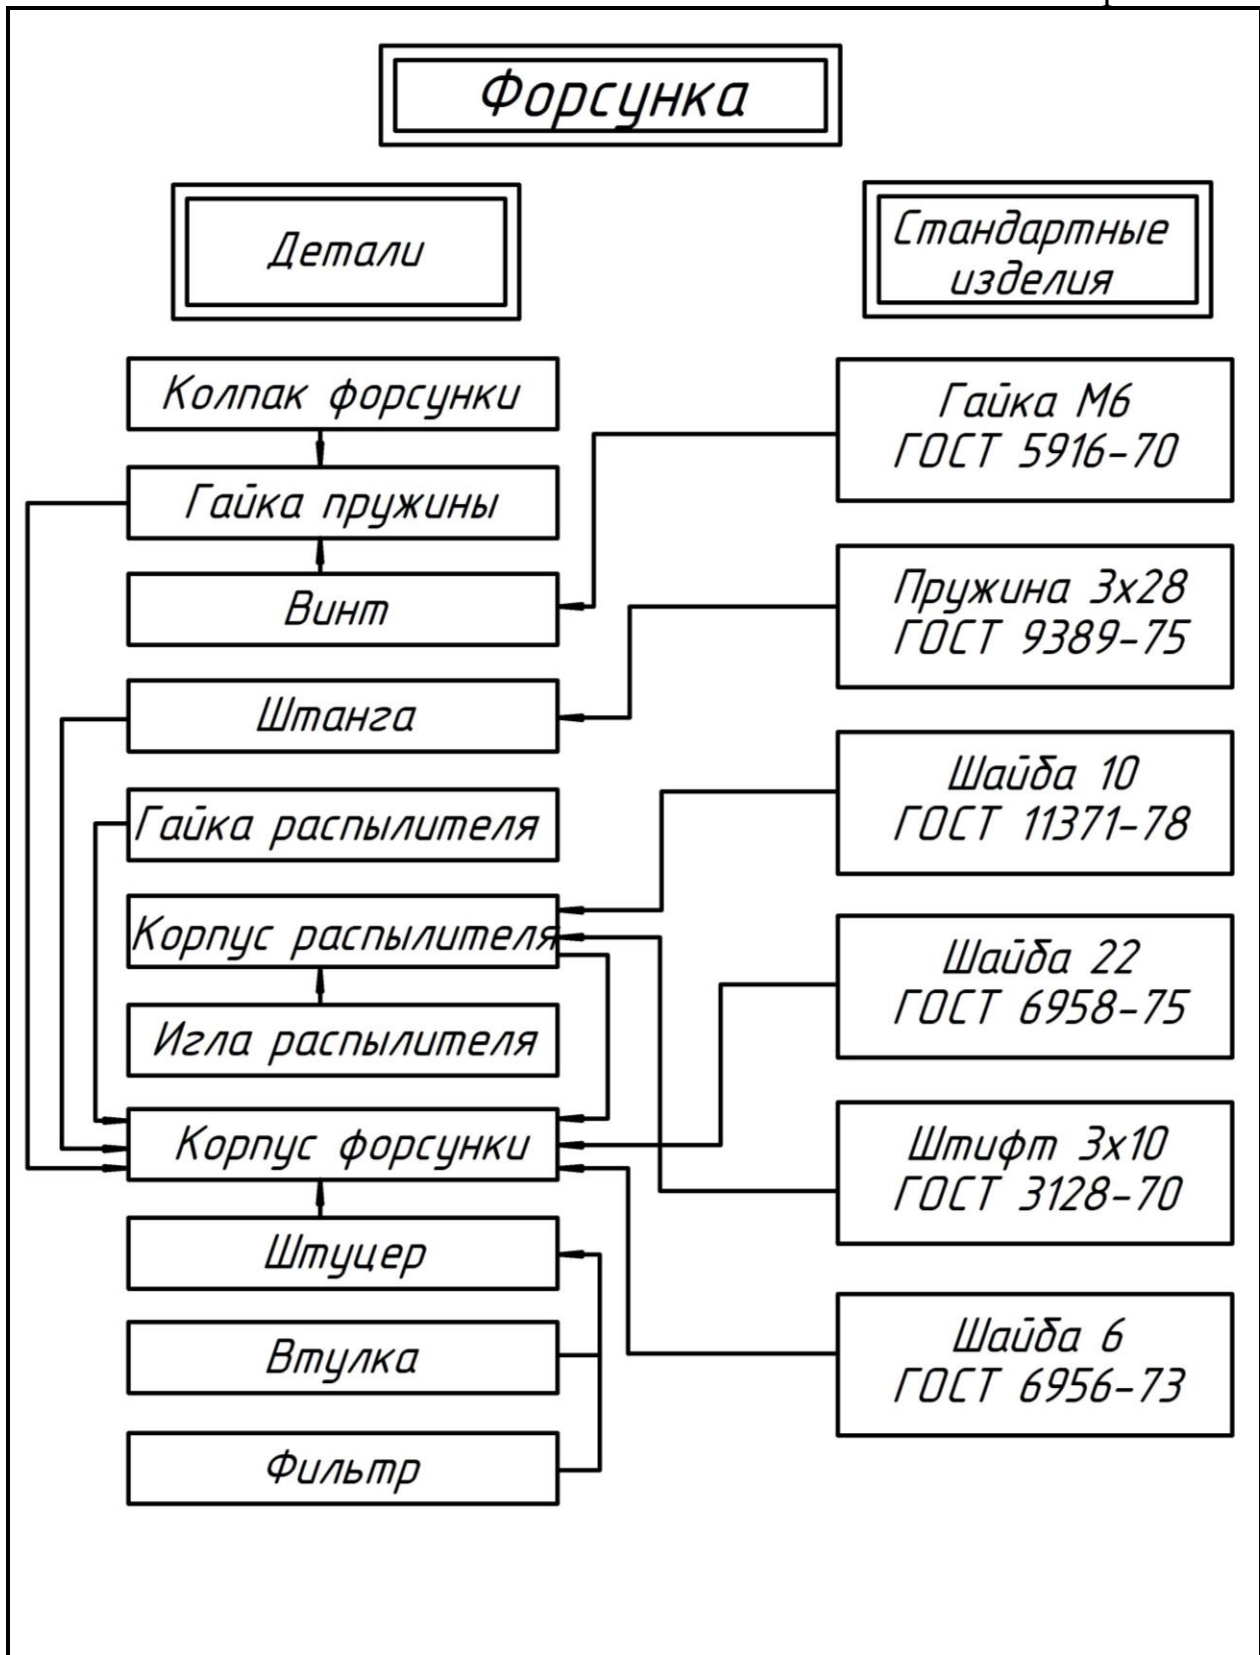 Форсунка
Детали
Стандартные
изделия
Колпак форсунки
Гайка пружины
Винт
Штанга
Гайка распылителя
Корпус распылителя
Игла распылителя
Корпус форсунки
Штуцер
Втулка
Фильтр
Гайка М6
ГОСТ 5916-70
Пружина 3х28
ГОСТ 9389-75
Шайба 10
ГОСТ 11371-78
Шайба 22
ГОСТ 6958-75
Штифт 3х10
ГОСТ 3128-70
Шайба 6
ГОСТ 6956-73